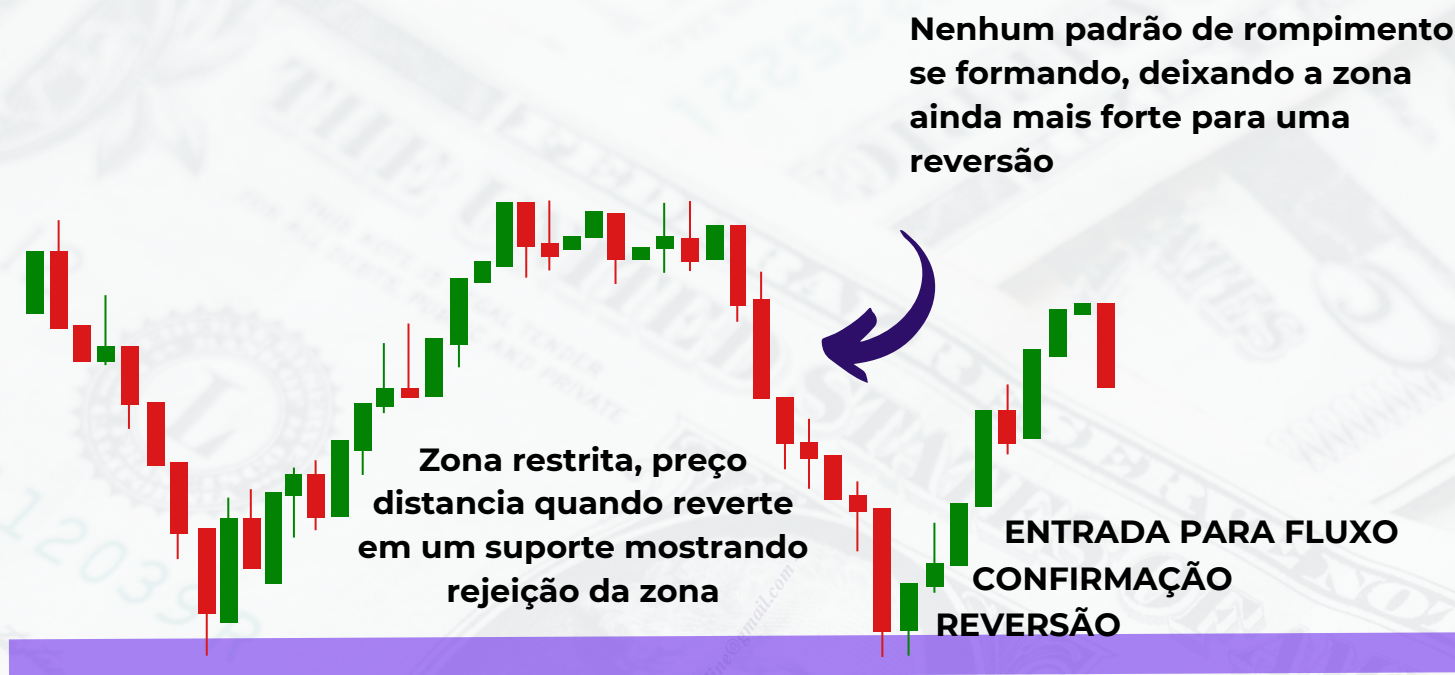 Nenhum padrão de rompimento
se formando, deixando a zona
ainda mais forte para uma
reversão
Zona restrita, preço
distancia quando reverte
em um suporte mostrando
rejeição da zona
ENTRADA PARA FLUXO
CONFIRMAÇÃO
REVERSÃO